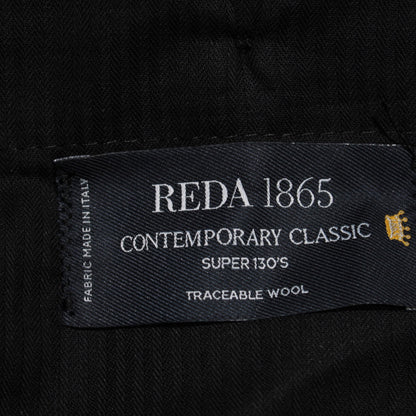 REDA 1865
CONTEMPORARY CLASSIC
SUPER 130'S
TRACEABLE WOOL
FABRIC MADE IN ITALY